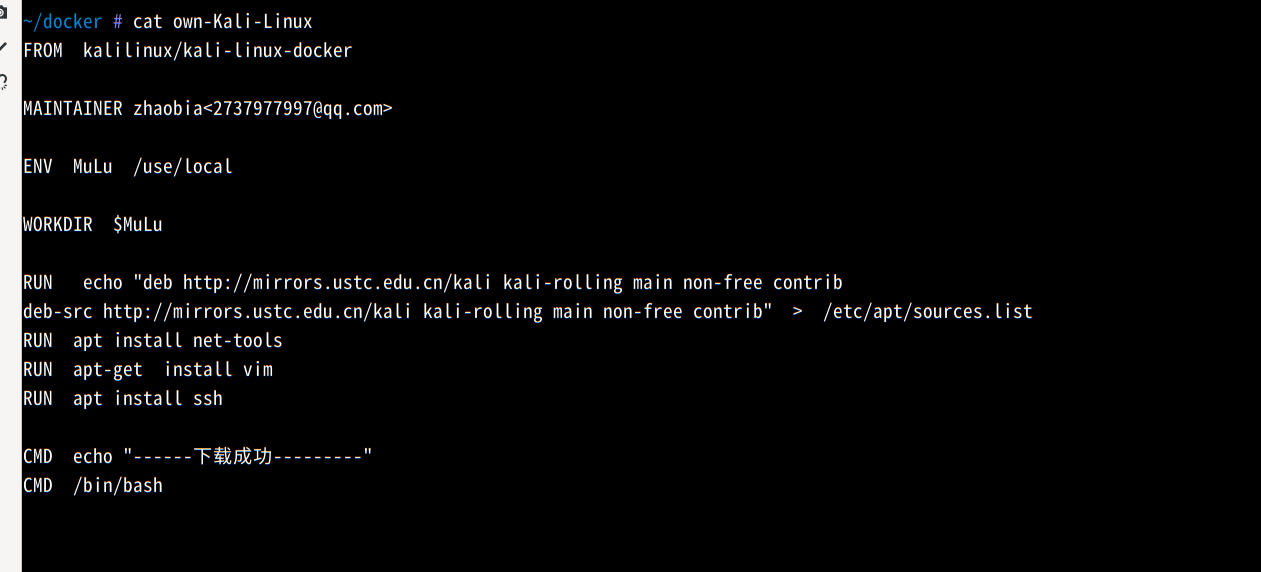 ~/docker # cat own-Kali-Linux
FROM  kalilinux/kali-linux-docker
MAINTAINER zhaobia<2737977997@qq.com>
ENV  MuLu  /use/local
WORKDIR  $MuLu
RUN   echo "deb http://mirrors.ustc.edu.cn/kali kali-rolling main non-free contrib
deb-src http://mirrors.ustc.edu.cn/kali kali-rolling main non-free contrib"  >  /etc/apt/sources.list
RUN  apt install net-tools
RUN  apt-get  install vim
RUN  apt install ssh
CMD  echo "------下载成功---------"
CMD  /bin/bash